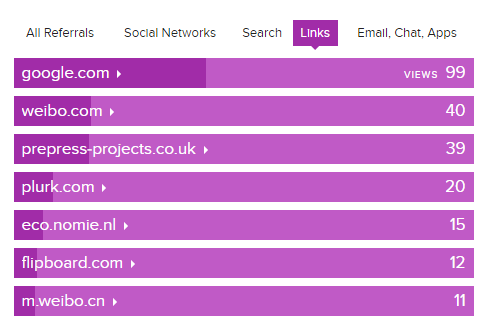 All Referrals Social Networks Search Links Email, Chat, Apps
google.com VIEWS 99
weibo.com 40
prepress-projects.co.uk 39
plurk.com 20
eco.nomie.nl 15
flipboard.com 12
m.weibo.cn 11